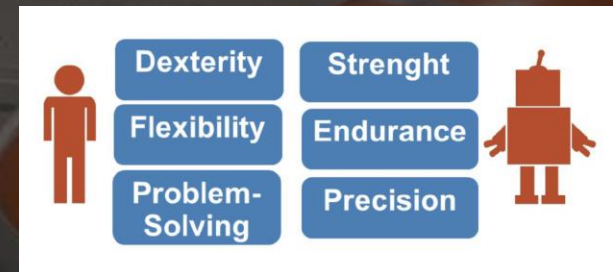 Dexterity
Strenght
Flexibility
Endurance
Problem-
Solving
Precision